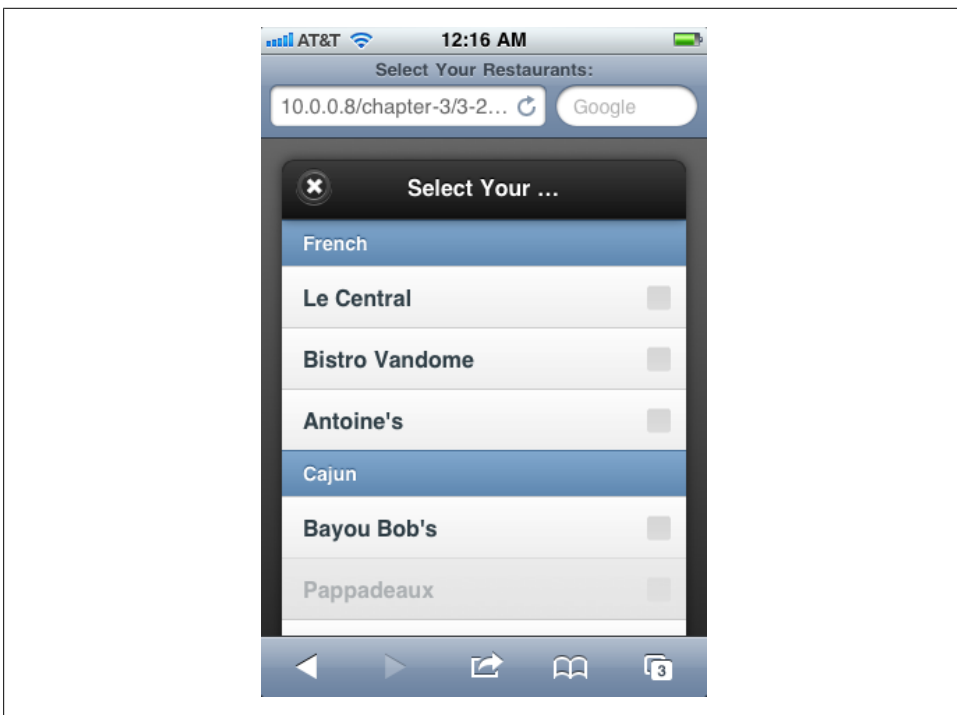 AT&T 12:16 AM
Select Your Restaurants:
10.0.0.8/chapter-3/3-2... Google
Select Your ...
French
Le Central
Bistro Vandome
Antoine's
Cajun
Bayou Bob's
Pappadeaux
3